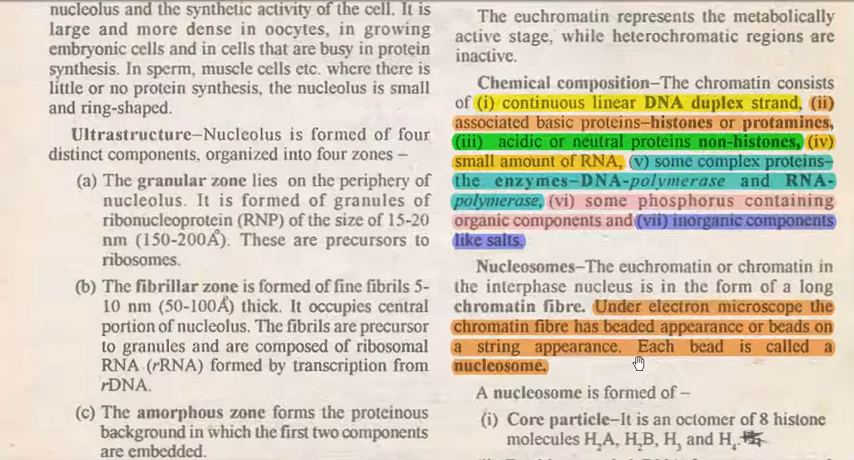 nucleolus and the synthetic activity of the cell. It is
large and more dense in oocytes, in growing
embryonic cells and in cells that are busy in protein
synthesis. In sperm, muscle cells etc. where there is
little or no protein synthesis, the nucleolus is small
and ring-shaped.
Ultrastructure–Nucleolus is formed of four
distinct components, organized into four zones –
(a) The granular zone lies on the periphery of
nucleolus. It is formed of granules of
ribonucleoprotein (RNP) of the size of 15-20
nm (150-200Å). These are precursors to
ribosomes.
(b) The fibrillar zone is formed of fine fibrils 5-
10 nm (50-100Å) thick. It occupies central
portion of nucleolus. The fibrils are precursor
to granules and are composed of ribosomal
RNA (rRNA) formed by transcription from
rDNA.
(c) The amorphous zone forms the proteinous
background in which the first two components
are embedded.
The euchromatin represents the metabolically
active stage, while heterochromatic regions are
inactive.
Chemical composition–The chromatin consists
of (i) continuous linear DNA duplex strand, (ii)
associated basic proteins–histones or protamines,
(iii) acidic or neutral proteins non-histones, (iv)
small amount of RNA, (v) some complex proteins–
the enzymes–DNA-polymerase and RNA-
polymerase, (vi) some phosphorus containing
organic components and (vii) inorganic components
like salts.
Nucleosomes–The euchromatin or chromatin in
the interphase nucleus is in the form of a long
chromatin fibre. Under electron microscope the
chromatin fibre has beaded appearance or beads on
a string appearance. Each bead is called a
nucleosome.
A nucleosome is formed of –
(i) Core particle–It is an octomer of 8 histone
molecules H₂A, H₂B, H₃ and H₄.